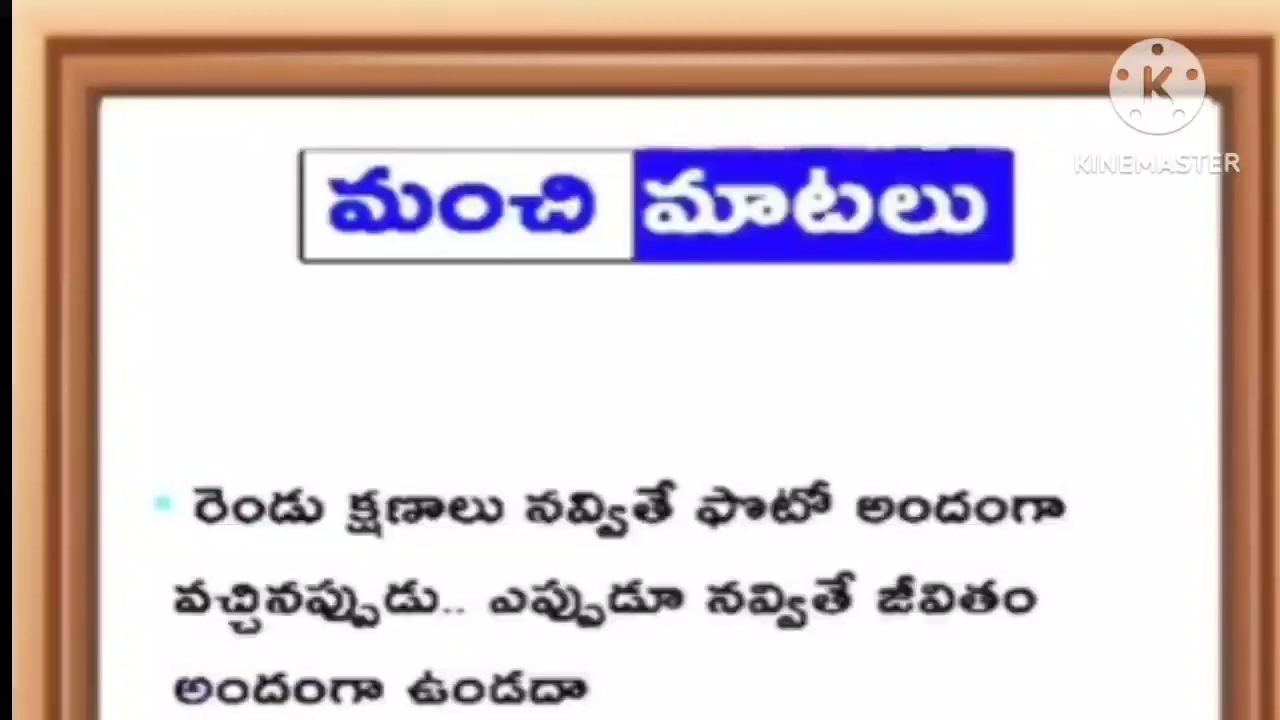 K
KINEMASTER
మంచి మాటలు
రెండు క్షణాలు నవ్వితే ఫొటో అందంగా
వచ్చినప్పుడు.. ఎప్పుడూ నవ్వితే జీవితం
అందంగా ఉండదా